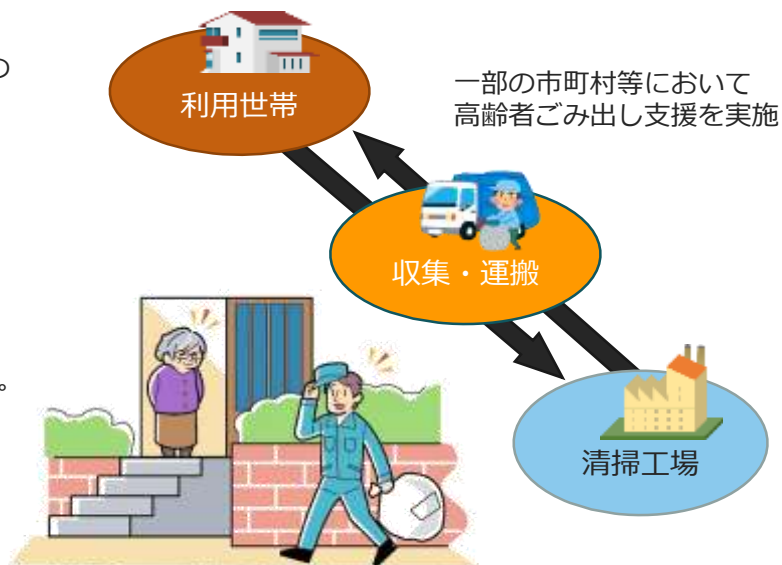 の
利用世帯
一部の市町村等において
高齢者ごみ出し支援を実施
収集・運搬
。
清掃工場